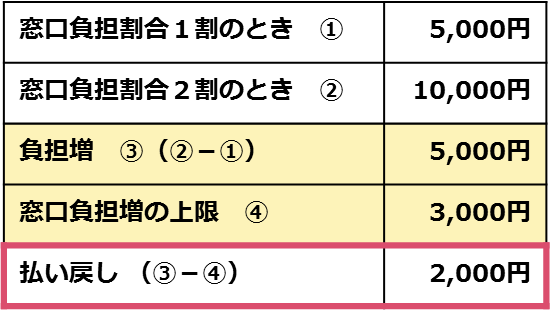 窓口負担割合１割のとき　① 5,000円
窓口負担割合２割のとき　② 10,000円
負担増　③（②－①） 5,000円
窓口負担増の上限　④ 3,000円
払い戻し　（③－④） 2,000円